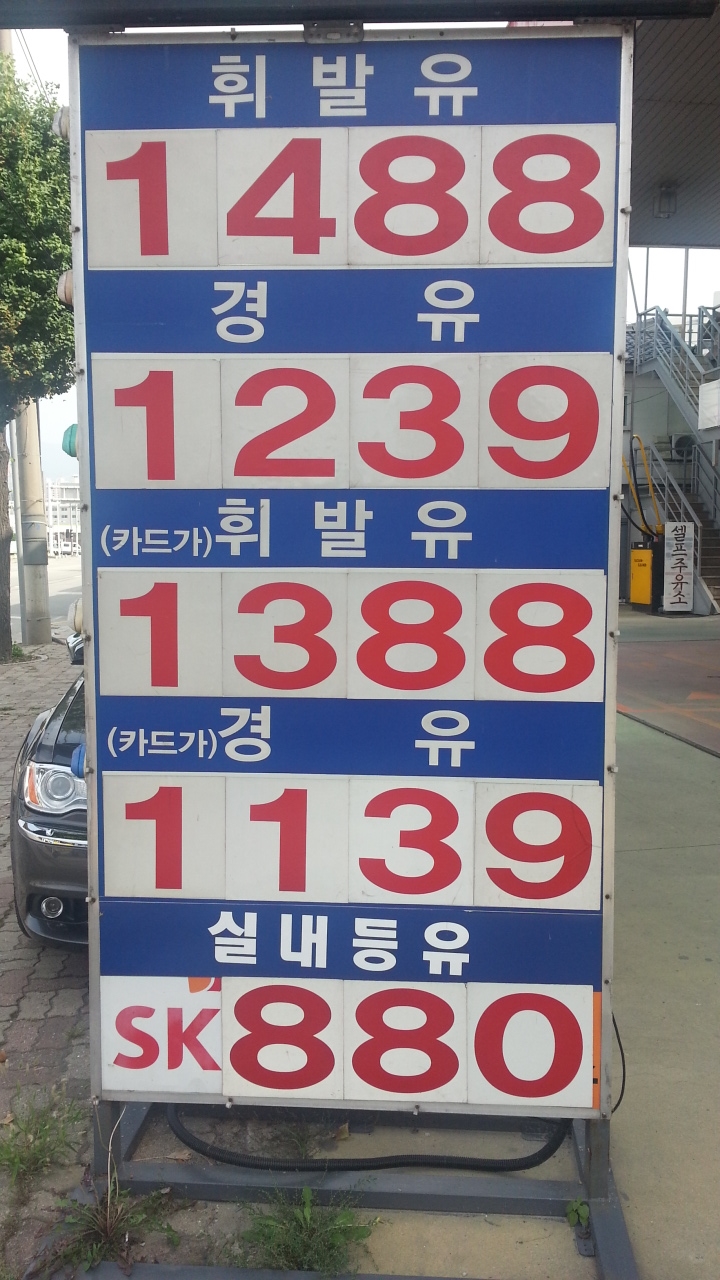 휘발유
1488
경유
1239
(카드가)휘발유
1388
(카드가)경유
1139
실내등유
SK 880
셀프주유소